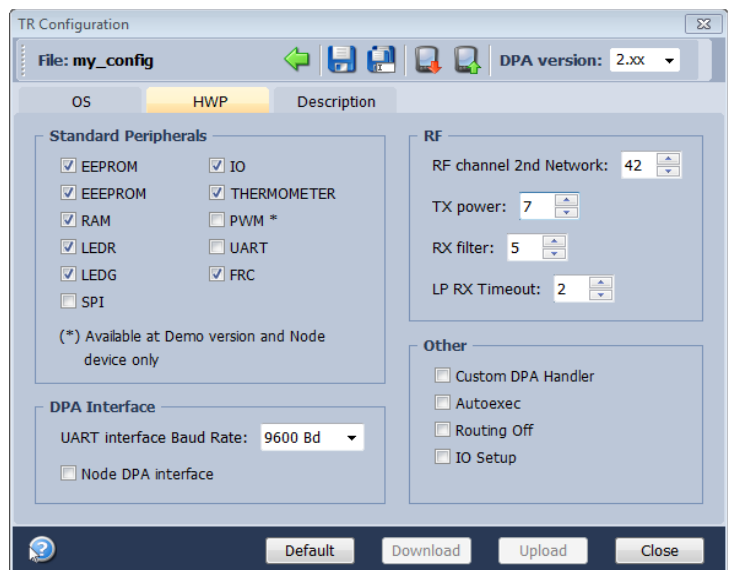 TR Configuration
File: my_config
DPA version: 2.xx
OS HWP Description
Standard Peripherals
EEPROM IO
EEEPROM THERMOMETER
RAM PWM *
LEDR UART
LEDG FRC
SPI
(*) Available at Demo version and Node
device only
DPA Interface
UART interface Baud Rate: 9600 Bd
Node DPA interface
RF
RF channel 2nd Network: 42
TX power: 7
RX filter: 5
LP RX Timeout: 2
Other
Custom DPA Handler
Autoexec
Routing Off
IO Setup
Default Download Upload Close